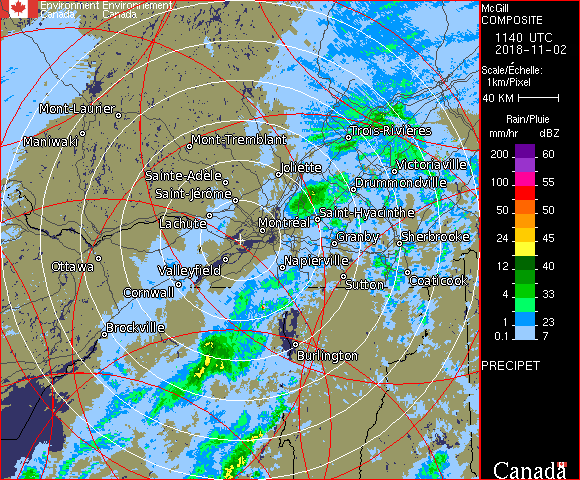 Environment Environnement
Canada Canada
McGill
COMPOSITE
1140 UTC
2018-11-02
Scale/Échelle:
1km/Pixel
40 KM
Rain/Pluie
mm/hr dBZ
200 60
100 55
50 50
24 45
12 40
4 33
1 23
0.1 7
PRECIPET
Canada
Mont-Laurier
Maniwaki
Mont-Tremblant
Trois-Rivières
Sainte-Adèle
Joliette
Victoriaville
Saint-Jérôme
Drummondville
Lachute
Montréal
Saint-Hyacinthe
Granby
Sherbrooke
Ottawa
Valleyfield
Napierville
Cornwall
Sutton
Coaticook
Brockville
Burlington